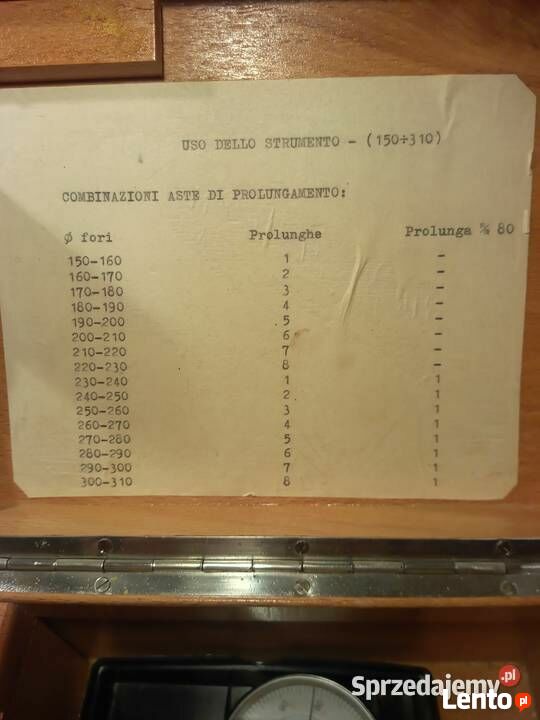 USO DELLO STRUMENTO - (150÷310)
COMBINAZIONI ASTE DI PROLUNGAMENTO:
Ø fori Prolunghe Prolunga ‰ 80
150-160 1 -
160-170 2 -
170-180 3 -
180-190 4 -
190-200 5 -
200-210 6 -
210-220 7 -
220-230 8 -
230-240 1 1
240-250 2 1
250-260 3 1
260-270 4 1
270-280 5 1
280-290 6 1
290-300 7 1
300-310 8 1
Sprzedajemy.pl
Lento.pl